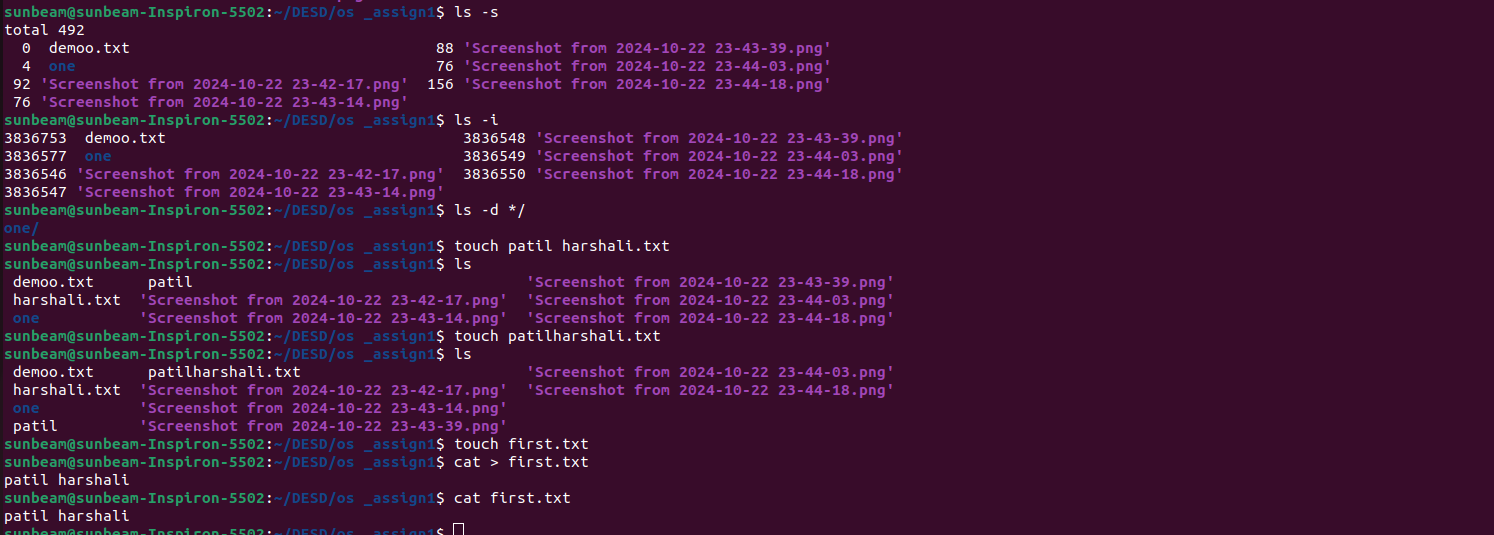 sunbeam@sunbeam-Inspiron-5502:~/DESD/os _assign1$ ls -s
total 492
  0  demoo.txt                                  88 'Screenshot from 2024-10-22 23-43-39.png'
  4  one                                        76 'Screenshot from 2024-10-22 23-44-03.png'
 92 'Screenshot from 2024-10-22 23-42-17.png'  156 'Screenshot from 2024-10-22 23-44-18.png'
 76 'Screenshot from 2024-10-22 23-43-14.png'
sunbeam@sunbeam-Inspiron-5502:~/DESD/os _assign1$ ls -i
3836753  demoo.txt                                 3836548 'Screenshot from 2024-10-22 23-43-39.png'
3836577  one                                       3836549 'Screenshot from 2024-10-22 23-44-03.png'
3836546 'Screenshot from 2024-10-22 23-42-17.png'  3836550 'Screenshot from 2024-10-22 23-44-18.png'
3836547 'Screenshot from 2024-10-22 23-43-14.png'
sunbeam@sunbeam-Inspiron-5502:~/DESD/os _assign1$ ls -d */
one/
sunbeam@sunbeam-Inspiron-5502:~/DESD/os _assign1$ touch patil harshali.txt
sunbeam@sunbeam-Inspiron-5502:~/DESD/os _assign1$ ls
 demoo.txt      patil                                     'Screenshot from 2024-10-22 23-43-39.png'
 harshali.txt  'Screenshot from 2024-10-22 23-42-17.png'  'Screenshot from 2024-10-22 23-44-03.png'
 one           'Screenshot from 2024-10-22 23-43-14.png'  'Screenshot from 2024-10-22 23-44-18.png'
sunbeam@sunbeam-Inspiron-5502:~/DESD/os _assign1$ touch patilharshali.txt
sunbeam@sunbeam-Inspiron-5502:~/DESD/os _assign1$ ls
 demoo.txt      patilharshali.txt                         'Screenshot from 2024-10-22 23-44-03.png'
 harshali.txt  'Screenshot from 2024-10-22 23-42-17.png'  'Screenshot from 2024-10-22 23-44-18.png'
 one           'Screenshot from 2024-10-22 23-43-14.png'
 patil         'Screenshot from 2024-10-22 23-43-39.png'
sunbeam@sunbeam-Inspiron-5502:~/DESD/os _assign1$ touch first.txt
sunbeam@sunbeam-Inspiron-5502:~/DESD/os _assign1$ cat > first.txt
patil harshali
sunbeam@sunbeam-Inspiron-5502:~/DESD/os _assign1$ cat first.txt
patil harshali
sunbeam@sunbeam-Inspiron-5502:~/DESD/os _assign1$